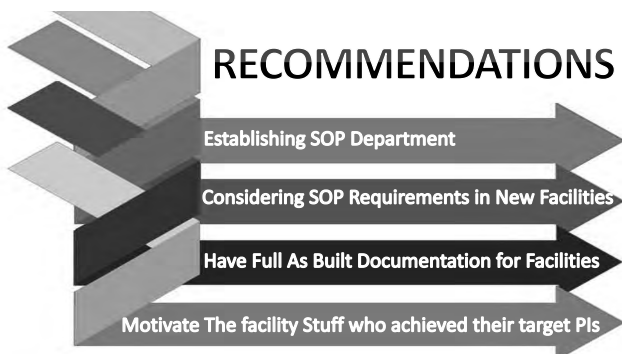 RECOMMENDATIONS
Establishing SOP Department
Considering SOP Requirements in New Facilities
Have Full As Built Documentation for Facilities
Motivate The facility Stuff who achieved their target PIs